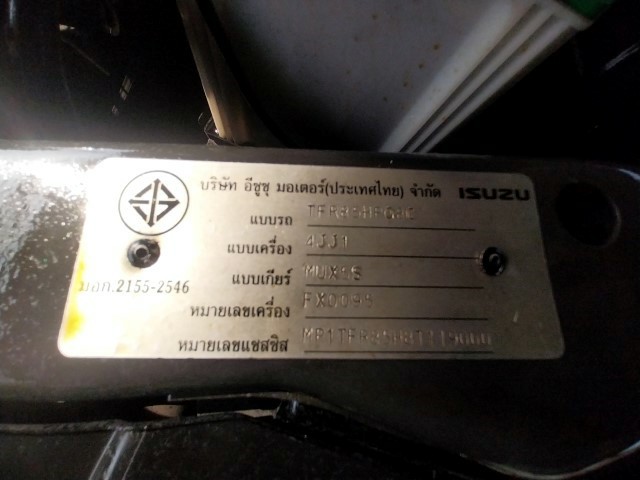 บริษัท อีซูซุ มอเตอร์(ประเทศไทย) จำกัด ISUZU
แบบรถ
แบบเครื่อง 4JJ1
แบบเกียร์
หมายเลขเครื่อง
หมายเลขแชสซิส
มอก.2155-2546